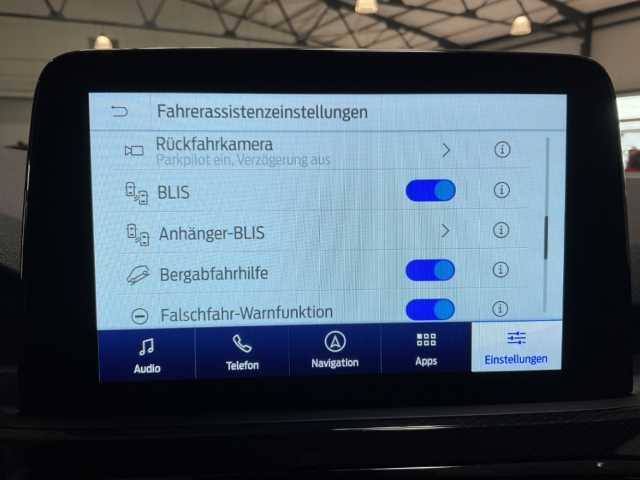 Fahrerassistenzeinstellungen
Rückfahrkamera
Parkpilot ein, Verzögerung aus
BLIS
Anhänger-BLIS
Bergabfahrhilfe
Falschfahr-Warnfunktion
Audio
Telefon
Navigation
Apps
Einstellungen